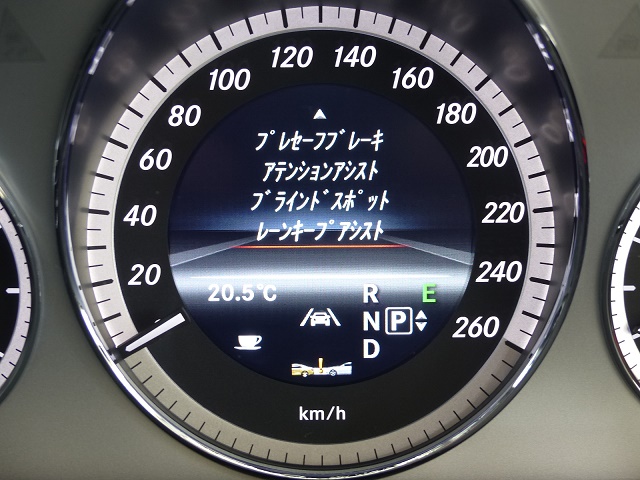 20
40
60
80
100
120
140
160
180
200
220
240
260
ﾌﾟﾚｾｰﾌﾌﾞﾚｰｷ
ｱﾃﾝｼｮﾝｱｼｽﾄ
ﾌﾞﾗｲﾝﾄﾞｽﾎﾟｯﾄ
ﾚｰﾝｷｰﾌﾟｱｼｽﾄ
20.5℃
R E
N P
D
km/h